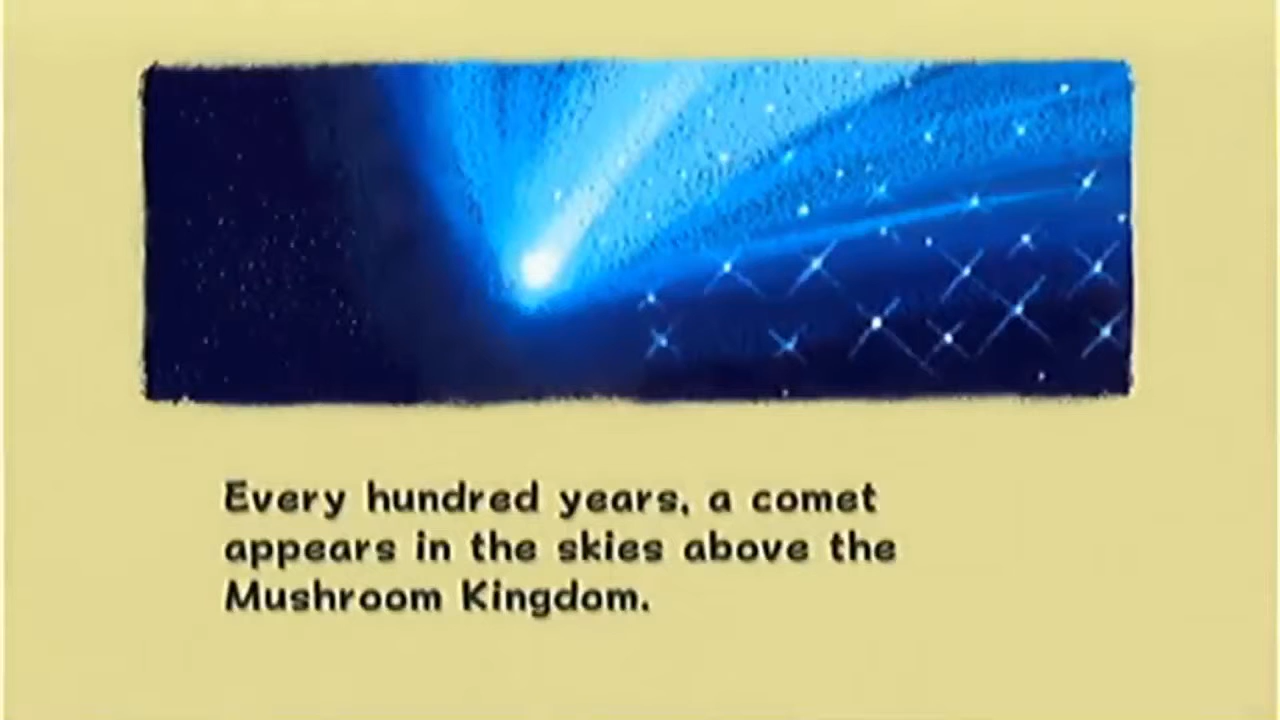 Every hundred years, a comet
appears in the skies above the
Mushroom Kingdom.